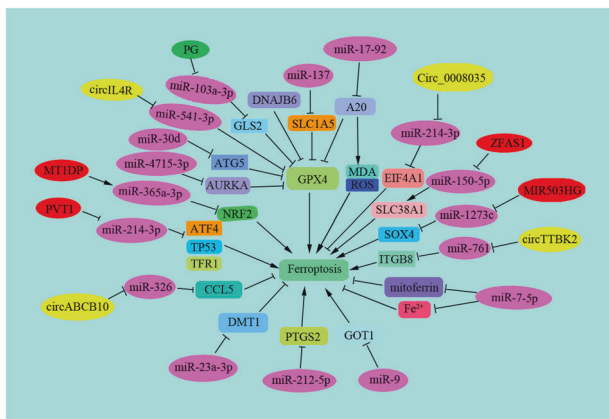 miR-17-92
PG
miR-137
Circ_0008035
circIL4R
miR-103a-3p
DNAJB6
SLC1A5
A20
miR-541-3p
GLS2
miR-214-3p
ZFAS1
miR-30d
ATG5
GPX4
MDA
ROS
EIF4A1
miR-150-5p
miR-4715-3p
AURKA
MT1DP
miR-365a-3p
NRF2
SLC38A1
MIR503HG
miR-1273c
PVT1
miR-214-3p
ATF4
TP53
TFR1
SOX4
circTTBK2
miR-761
ITGB8
Ferroptosis
miR-326
CCL5
mitoferrin
miR-7-5p
circABCB10
Fe²⁺
DMT1
PTGS2
GOT1
miR-23a-3p
miR-212-5p
miR-9